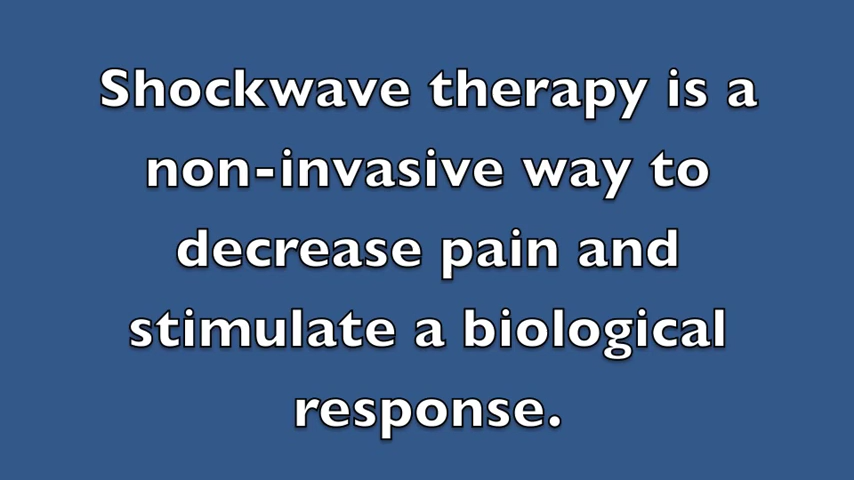 Shockwave therapy is a
non-invasive way to
decrease pain and
stimulate a biological
response.